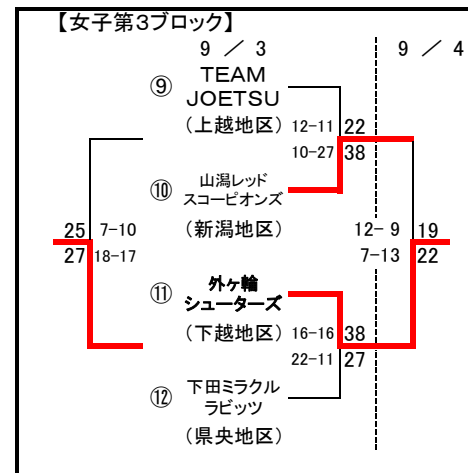 【女子第3ブロック】
9 ／ 3
9 ／ 4
⑨ TEAM
JOETSU
(上越地区)
12-11 22
10-27 38
⑩ 山潟レッド
スコーピオンズ
(新潟地区)
25 7-10
27 18-17
12- 9 19
7-13 22
⑪ 外ヶ輪
シューターズ
(下越地区)
16-16 38
22-11 27
⑫ 下田ミラクル
ラビッツ
(県央地区)